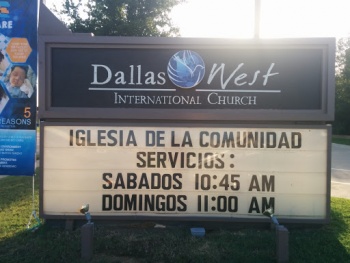 Dallas West
INTERNATIONAL CHURCH
IGLESIA DE LA COMUNIDAD
SERVICIOS:
SABADOS 10:45 AM
DOMINGOS 11:00 AM
ARE
5
REASONS